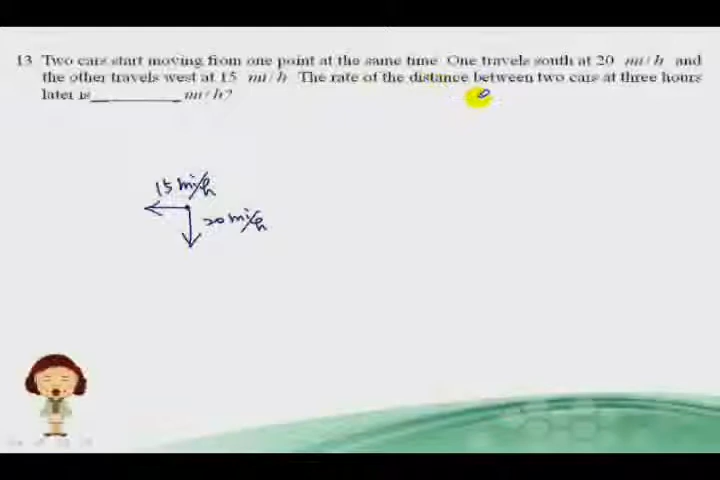 13 Two cars start moving from one point at the same time. One travels south at 20 mi/h and
the other travels west at 15 mi/h. The rate of the distance between two cars at three hours
later is__________mi/h?
15 mi/h
20 mi/h